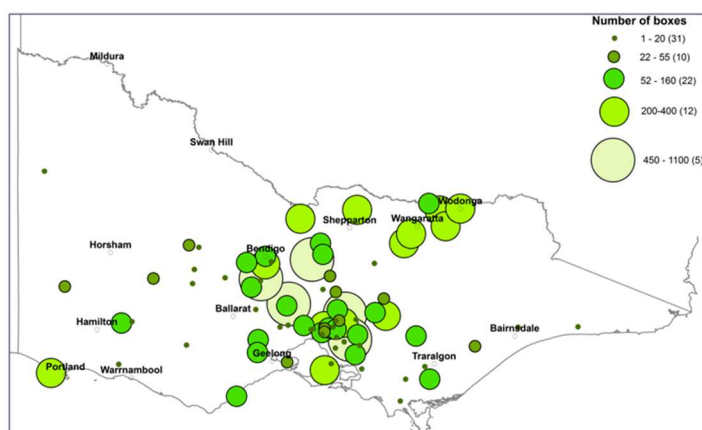 Number of boxes
1 - 20 (31)
22 - 55 (10)
52 - 160 (22)
200-400 (12)
450 - 1100 (5)
Mildura
Swan Hill
Wodonga
Shepparton
Wangaratta
Horsham
Bendigo
Ballarat
Hamilton
Bairnsdale
Geelong
Traralgon
Portland
Warrnambool